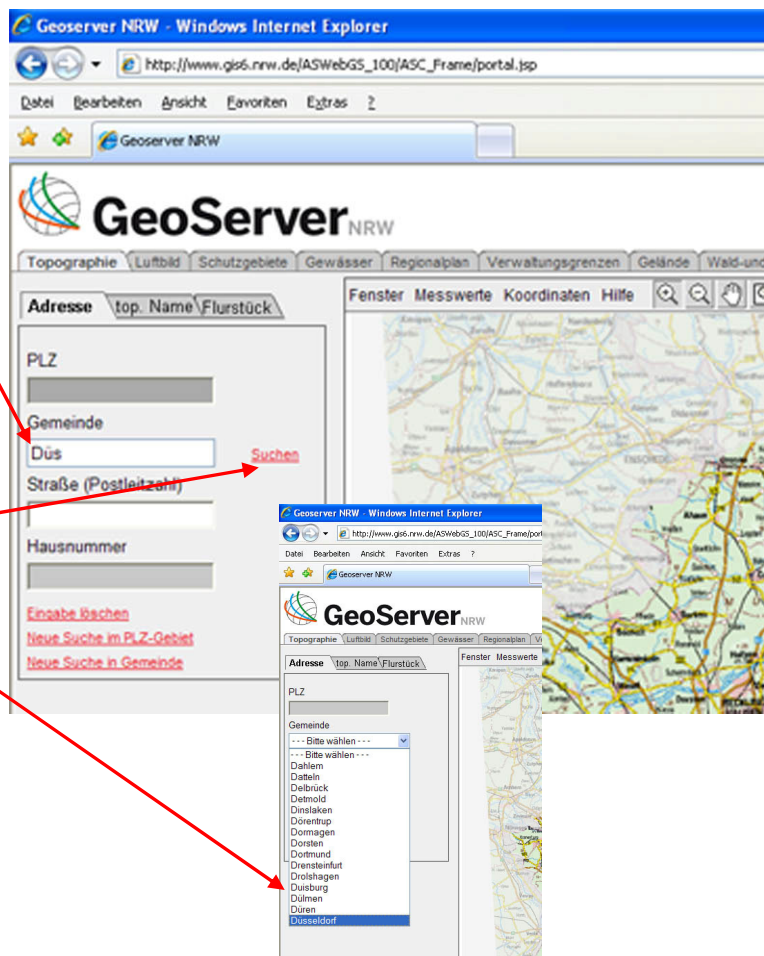 Geoserver NRW - Windows Internet Explorer
http://www.gis6.nrw.de/ASWebGS_100/ASC_Frame/portal.jsp
Datei Bearbeiten Ansicht Favoriten Extras ?
Geoserver NRW
GeoServer NRW
Topographie Luftbild Schutzgebiete Gewässer Regionalplan Verwaltungsgrenzen Gelände Wald-und
Adresse top. Name Flurstück
Fenster Messwerte Koordinaten Hilfe
PLZ
Gemeinde
Düs
Suchen
Straße (Postleitzahl)
Hausnummer
Eingabe löschen
Neue Suche im PLZ-Gebiet
Neue Suche in Gemeinde
ENSCHEDE
Ahaus
Geoserver NRW - Windows Internet Explorer
http://www.gis6.nrw.de/ASWebGS_100/ASC_Frame/port
Datei Bearbeiten Ansicht Favoriten Extras ?
Geoserver NRW
GeoServer NRW
Topographie Luftbild Schutzgebiete Gewässer Regionalplan
Adresse top. Name Flurstück
Fenster Messwerte
PLZ
Gemeinde
--- Bitte wählen ---
--- Bitte wählen ---
Dahlem
Datteln
Delbrück
Detmold
Dinslaken
Dörentrup
Dormagen
Dorsten
Dortmund
Drensteinfurt
Drolshagen
Duisburg
Dülmen
Düren
Düsseldorf